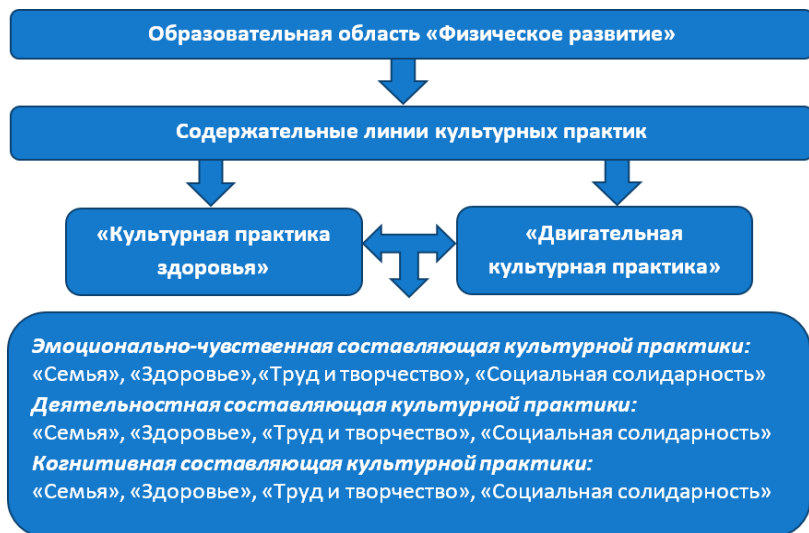 Образовательная область «Физическое развитие»
Содержательные линии культурных практик
«Культурная практика
здоровья»
«Двигательная
культурная практика»
Эмоционально-чувственная составляющая культурной практики:
«Семья», «Здоровье»,«Труд и творчество», «Социальная солидарность»
Деятельностная составляющая культурной практики:
«Семья», «Здоровье», «Труд и творчество», «Социальная солидарность»
Когнитивная составляющая культурной практики:
«Семья», «Здоровье», «Труд и творчество», «Социальная солидарность»